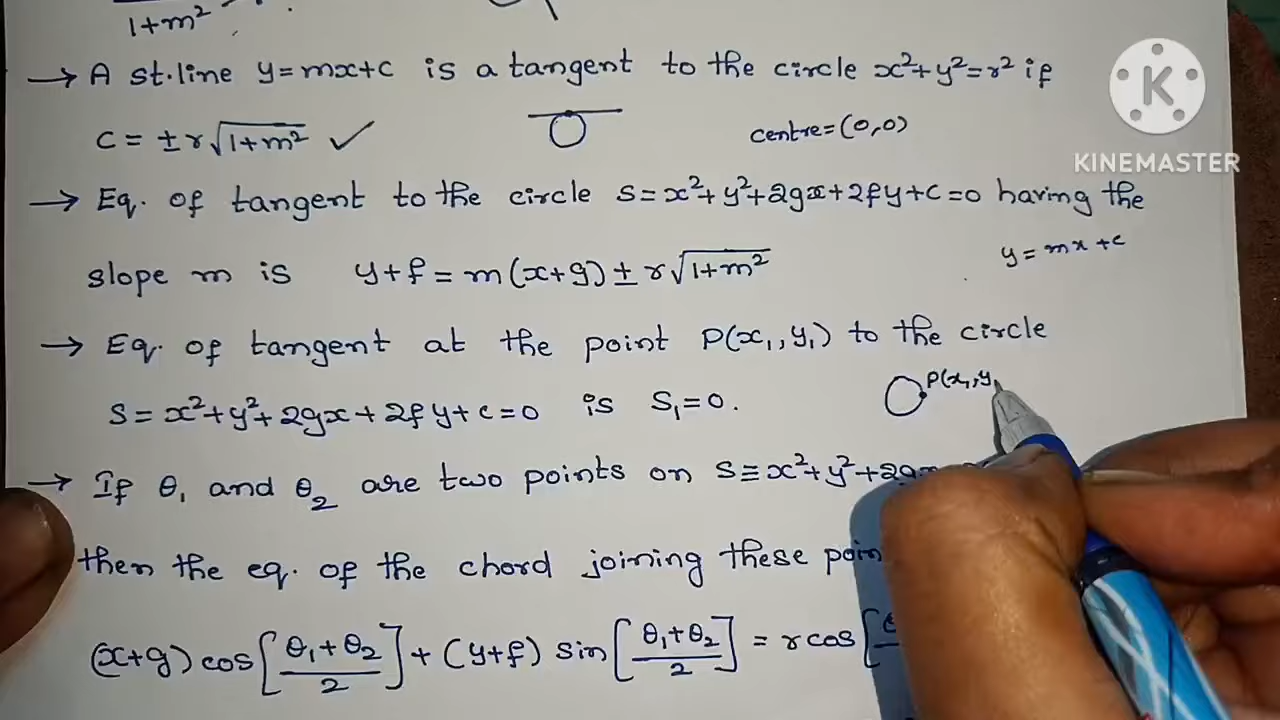 1+m²
→ A st.line y=mx+c is a tangent to the circle x²+y²=r² if
c = ±r√1+m² ✓ centre=(0,0)
KINEMASTER
→ Eq. of tangent to the circle S=x²+y²+2gx+2fy+c=0 having the
y=mx+c
slope m is y+f=m(x+g)±r√1+m²
→ Eq. of tangent at the point P(x₁,y₁) to the circle
P(x₁,y₁
S=x²+y²+2gx+2fy+c=0 is S₁=0.
→ If θ₁ and θ₂ are two points on S≡x²+y²+2gx
then the eq. of the chord joining these poin
(x+g)cos[θ₁+θ₂/2]+(y+f)sin[θ₁+θ₂/2]=rcos[